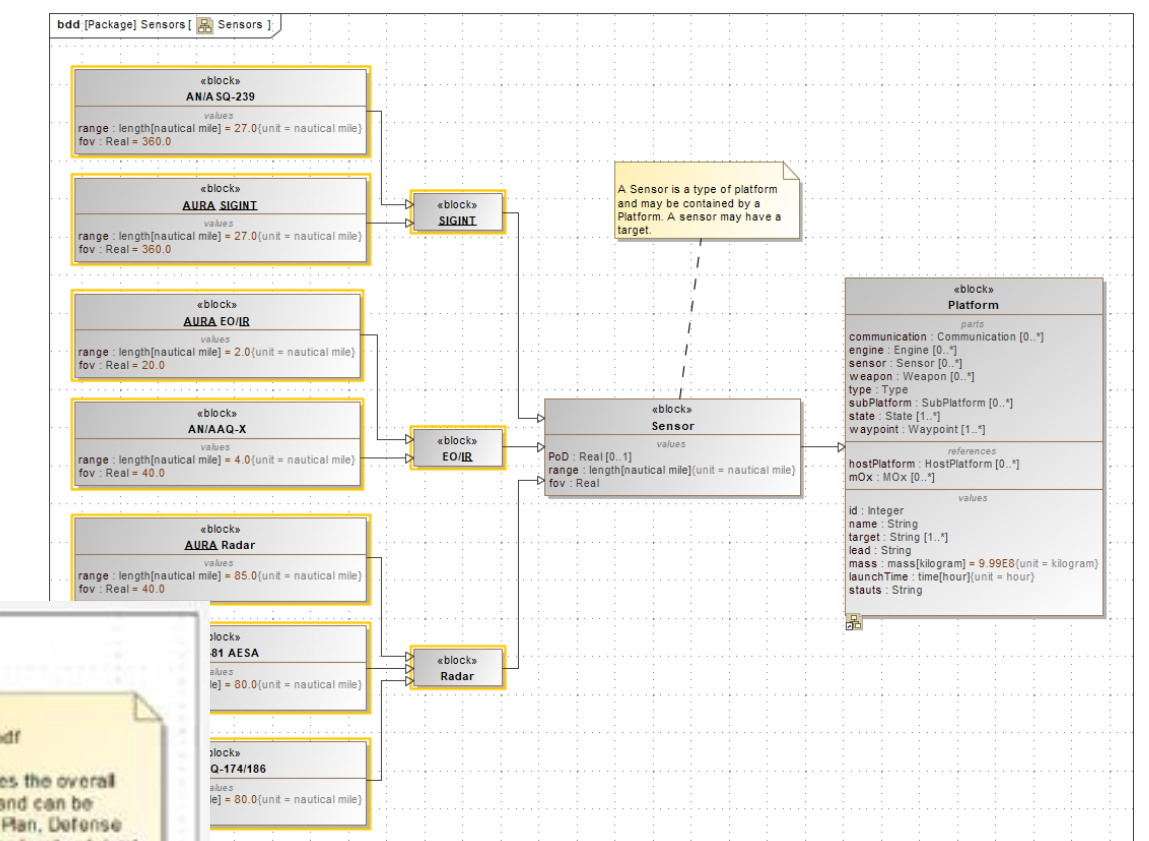 bdd [Package] Sensors [ Sensors ]
«block»
AN/ASQ-239
values
range : length[nautical mile] = 27.0{unit = nautical mile}
fov : Real = 360.0
«block»
AURA SIGINT
values
range : length[nautical mile] = 27.0{unit = nautical mile}
fov : Real = 360.0
«block»
SIGINT
A Sensor is a type of platform
and may be contained by a
Platform. A sensor may have a
target.
«block»
AURA EO/IR
values
range : length[nautical mile] = 2.0{unit = nautical mile}
fov : Real = 20.0
«block»
AN/AAQ-X
values
range : length[nautical mile] = 4.0{unit = nautical mile}
fov : Real = 40.0
«block»
EO/IR
«block»
Sensor
values
PoD : Real [0..1]
range : length[nautical mile]{unit = nautical mile}
fov : Real
«block»
Platform
parts
communication : Communication [0..*]
engine : Engine [0..*]
sensor : Sensor [0..*]
weapon : Weapon [0..*]
type : Type
subPlatform : SubPlatform [0..*]
state : State [1..*]
waypoint : Waypoint [1..*]
references
hostPlatform : HostPlatform [0..*]
mOx : MOx [0..*]
values
id : Integer
name : String
target : String [1..*]
lead : String
mass : mass[kilogram] = 9.99E8{unit = kilogram}
launchTime : time[hour]{unit = hour}
stauts : String
«block»
AURA Radar
values
range : length[nautical mile] = 85.0{unit = nautical mile}
fov : Real = 40.0
block»
81 AESA
alues
le] = 80.0{unit = nautical mile}
«block»
Radar
block»
Q-174/186
alues
le] = 80.0{unit = nautical mile}
df
es the overall
and can be
Plan, Defense